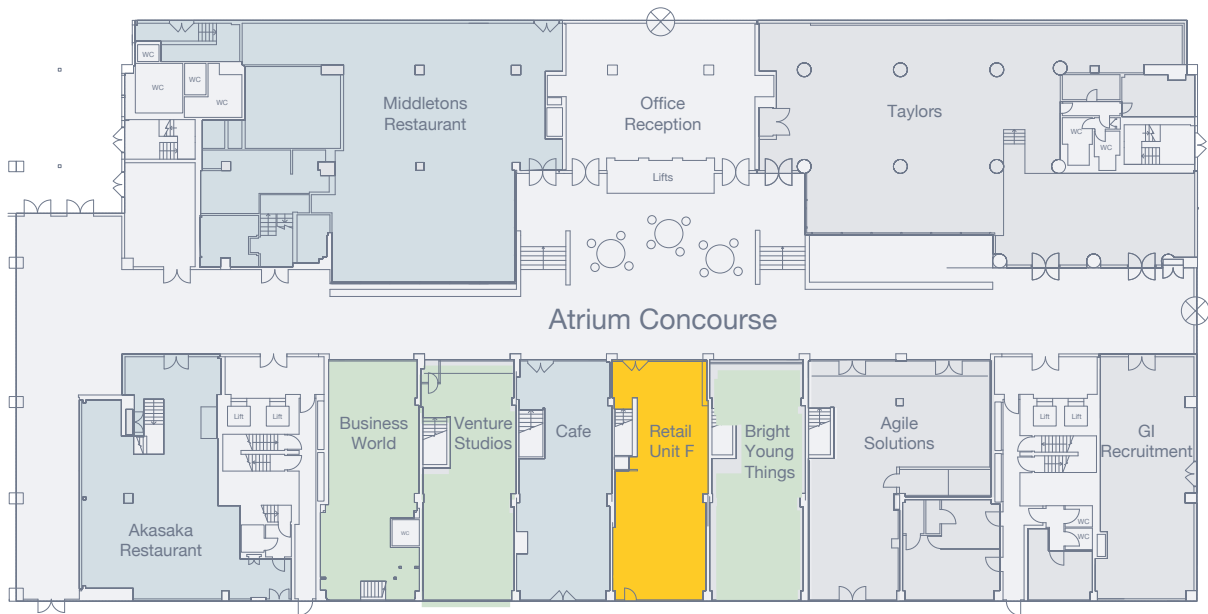 WC
WC
WC
WC
Middletons
Restaurant
Office
Reception
Taylors
WC
WC
Lifts
Atrium Concourse
Lift
Lift
Business
World
Venture
Studios
Cafe
Retail
Unit F
Bright
Young
Things
Agile
Solutions
Lift
Lift
GI
Recruitment
Akasaka
Restaurant
WC
WC
WC